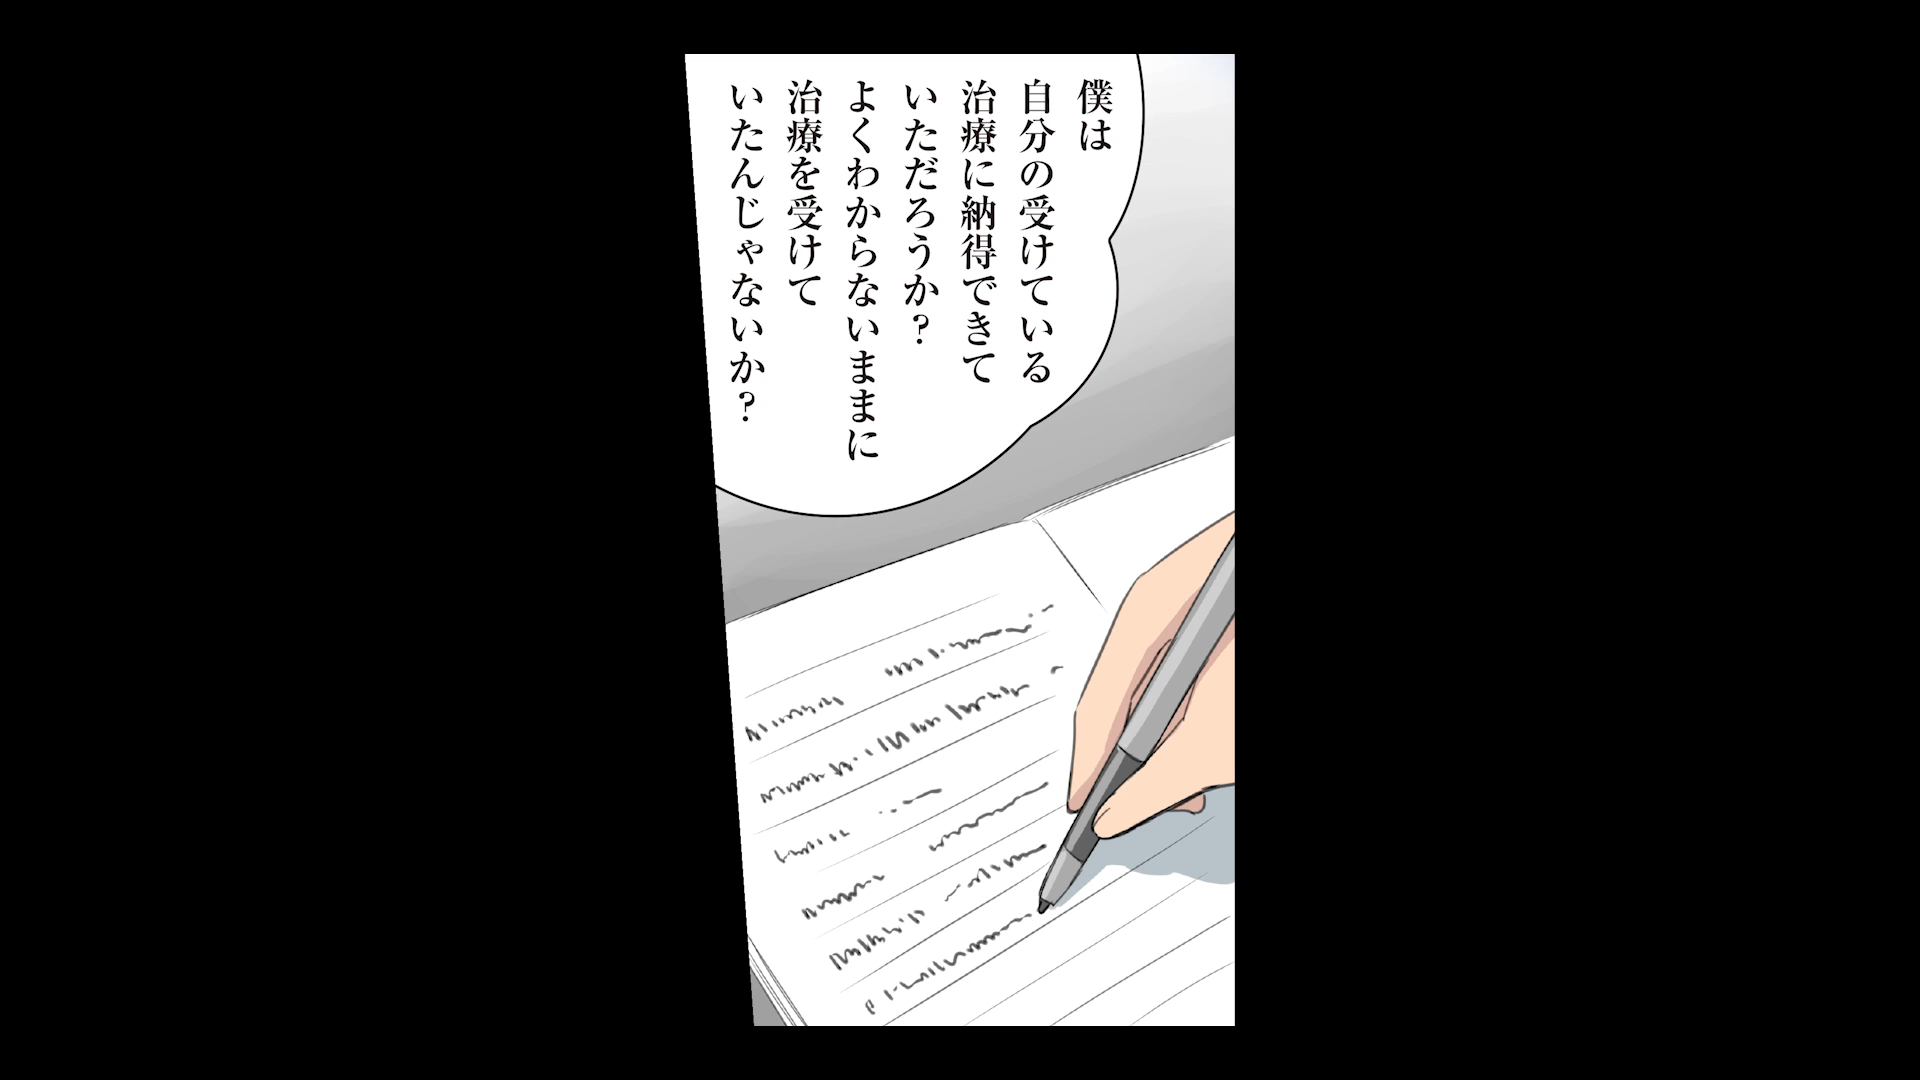 僕は
自分の受けている
治療に納得できて
いただろうか?
よくわからないままに
治療を受けて
いたんじゃないか?